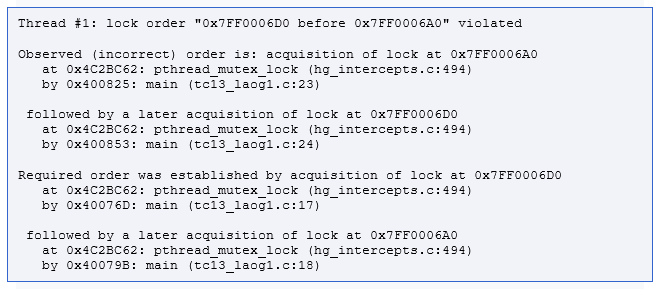 Thread #1: lock order "0x7FF0006D0 before 0x7FF0006A0" violated
Observed (incorrect) order is: acquisition of lock at 0x7FF0006A0
at 0x4C2BC62: pthread_mutex_lock (hg_intercepts.c:494)
by 0x400825: main (tc13_laog1.c:23)
followed by a later acquisition of lock at 0x7FF0006D0
at 0x4C2BC62: pthread_mutex_lock (hg_intercepts.c:494)
by 0x400853: main (tc13_laog1.c:24)
Required order was established by acquisition of lock at 0x7FF0006D0
at 0x4C2BC62: pthread_mutex_lock (hg_intercepts.c:494)
by 0x40076D: main (tc13_laog1.c:17)
followed by a later acquisition of lock at 0x7FF0006A0
at 0x4C2BC62: pthread_mutex_lock (hg_intercepts.c:494)
by 0x40079B: main (tc13_laog1.c:18)